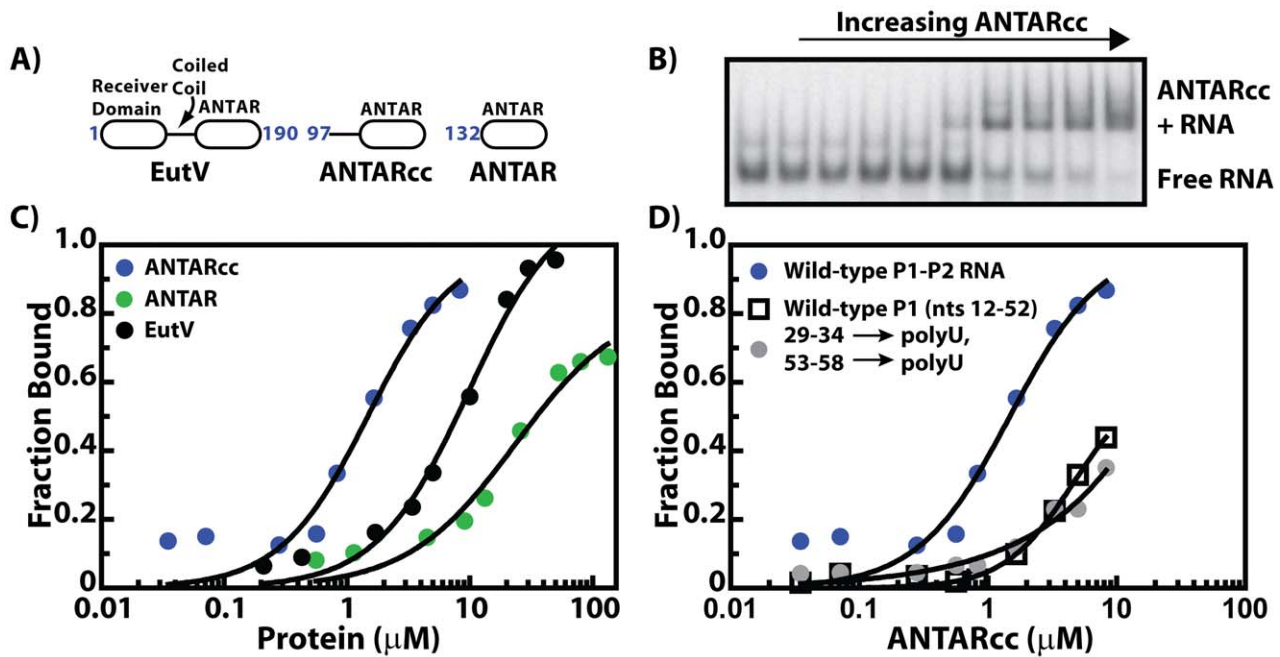 A)
Receiver
Domain
Coiled
Coil
ANTAR
1
190
EutV
97
ANTAR
ANTARcc
132
ANTAR
ANTAR
B)
Increasing ANTARcc
ANTARcc
+ RNA
Free RNA
C)
Fraction Bound
1.0
0.8
0.6
0.4
0.2
0
ANTARcc
ANTAR
EutV
0.01
0.1
1
10
100
Protein (μM)
D)
Fraction Bound
1.0
0.8
0.6
0.4
0.2
0
Wild-type P1-P2 RNA
Wild-type P1 (nts 12-52)
29-34 → polyU,
53-58 → polyU
0.01
0.1
1
10
100
ANTARcc (μM)